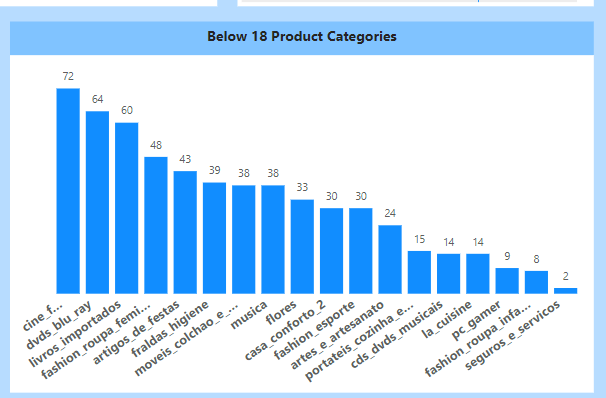 Below 18 Product Categories
72
64
60
48
43
39
38
38
33
30
30
24
15
14
14
9
8
2
cine_f...
dvds_blu_ray
livros_importados
fashion_roupa_femi...
artigos_de_festas
fraldas_higiene
moveis_colchao_e_...
musica
flores
casa_conforto_2
fashion_esporte
artes_e_artesanato
portateis_cozinha_e...
cds_dvds_musicais
la_cuisine
pc_gamer
fashion_roupa_infa...
seguros_e_servicos